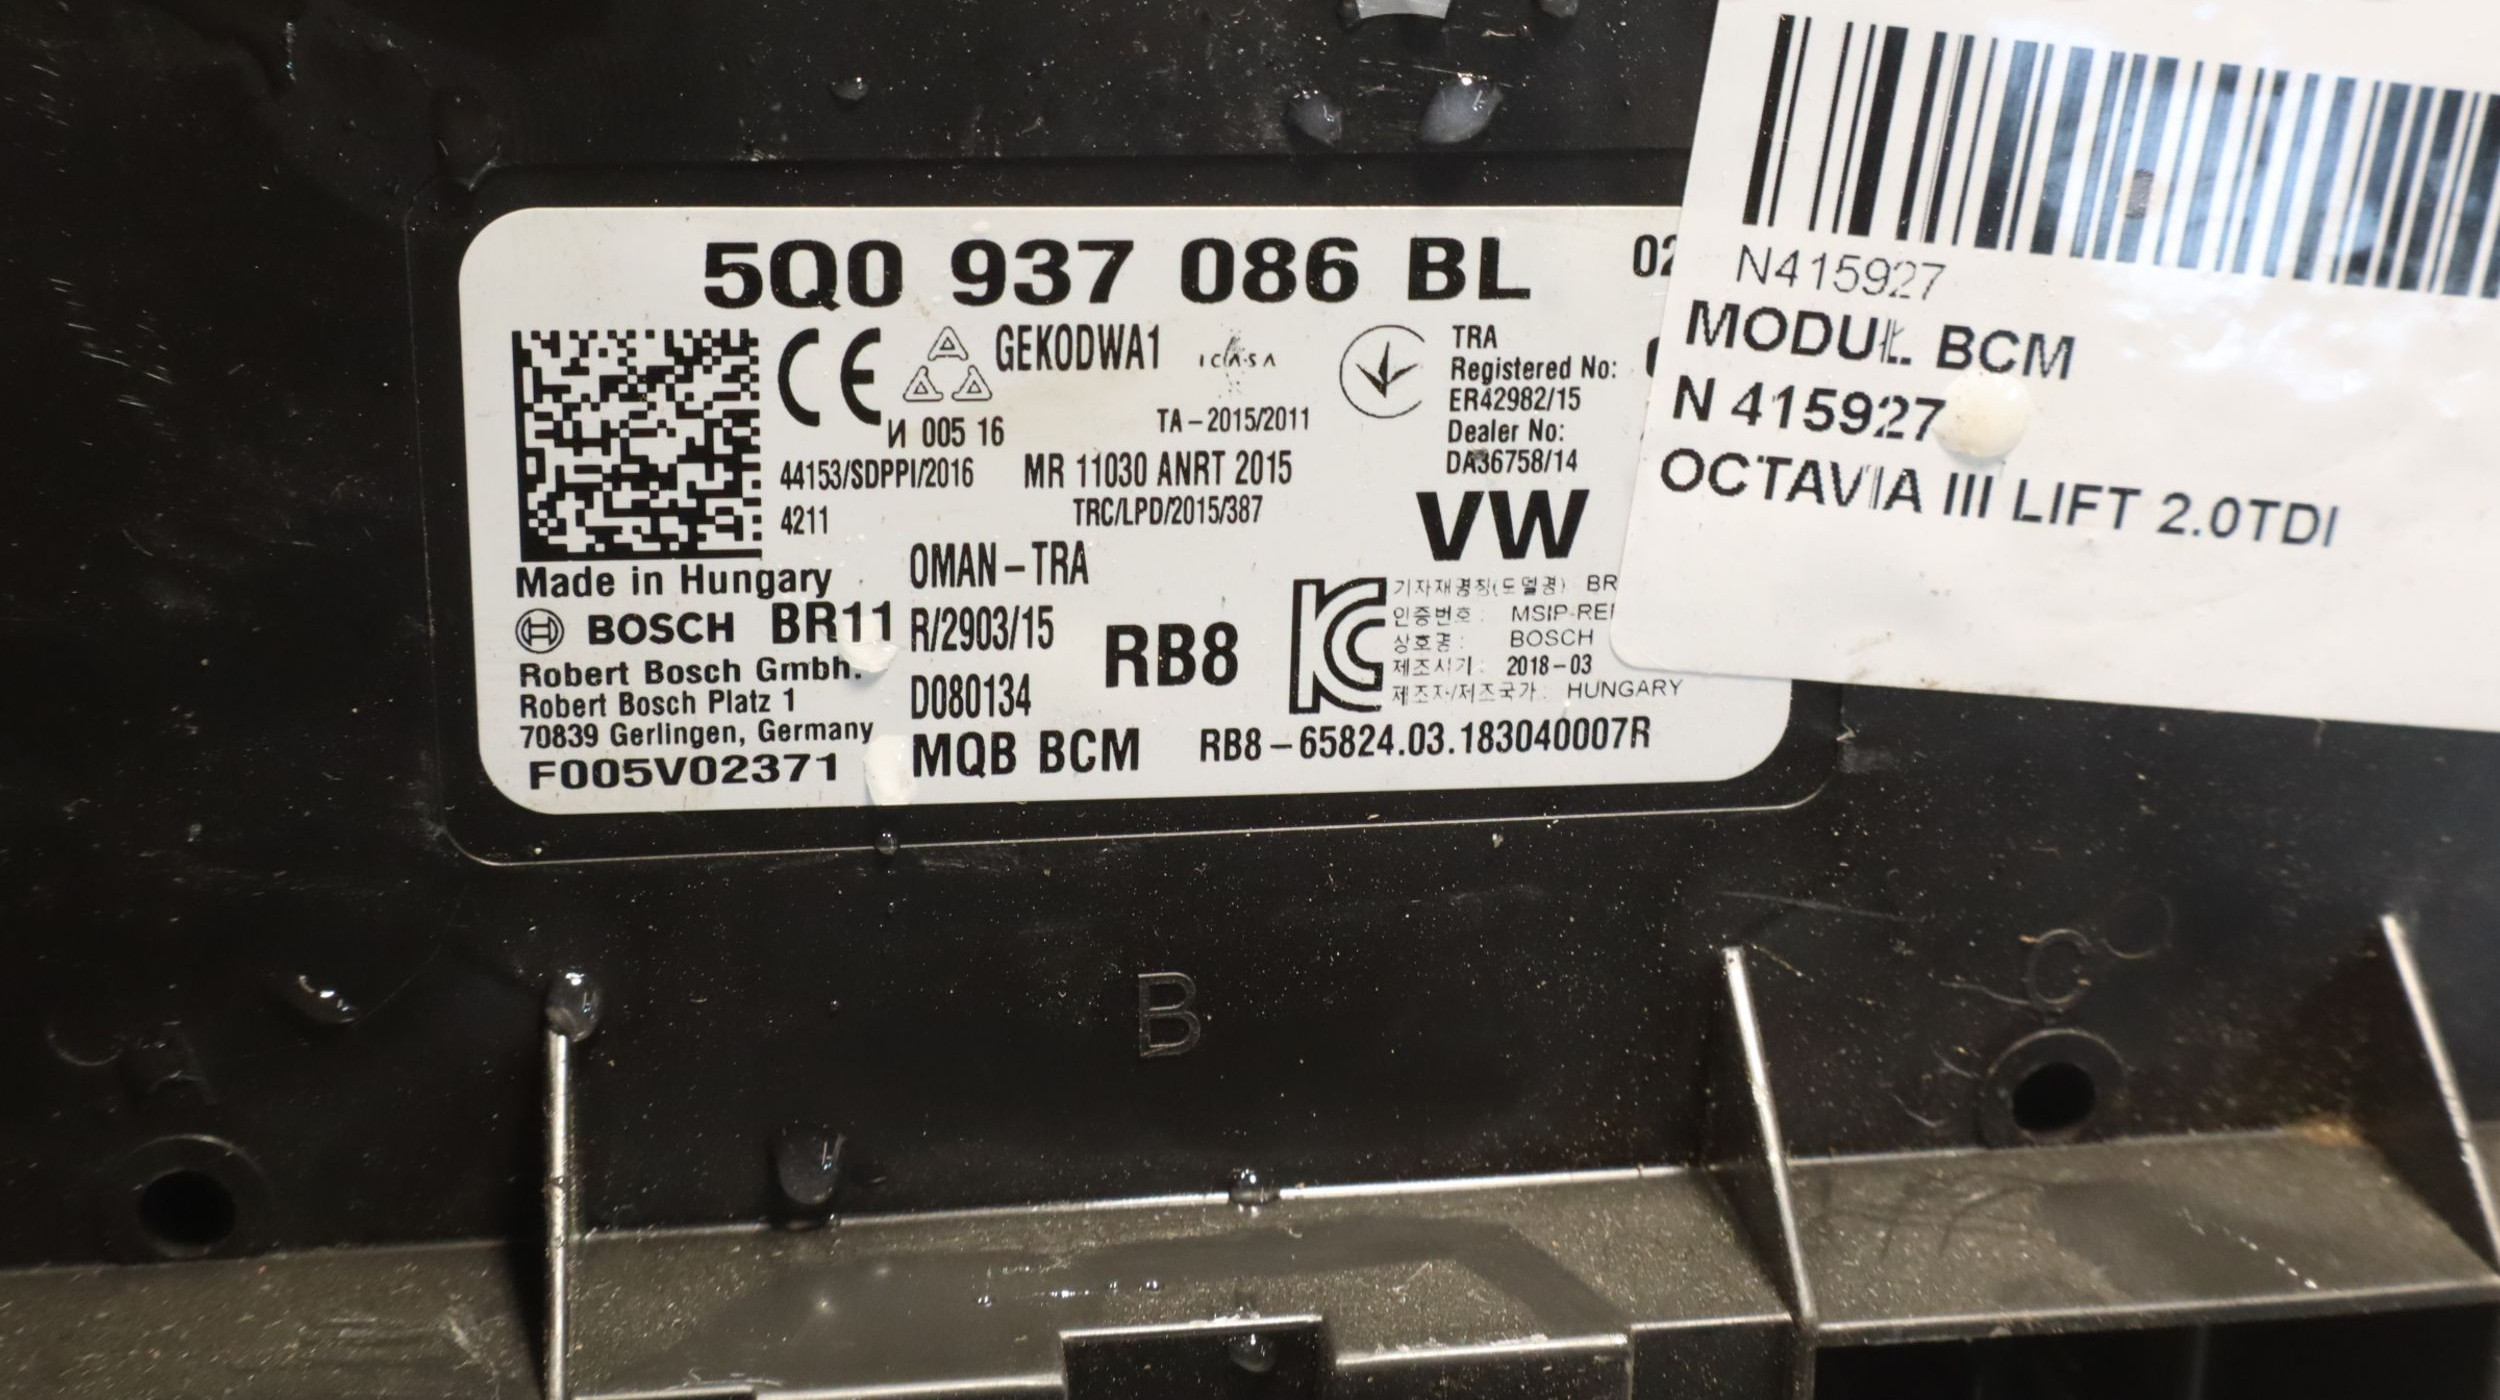 5Q0 937 086 BL 02
CE GEKODWA1 ICASA
И 005 16
TA-2015/2011
TRA
Registered No:
ER42982/15
Dealer No:
DA36758/14
44153/SDPPI/2016 MR 11030 ANRT 2015
4211 TRC/LPD/2015/387
VW
Made in Hungary
OMAN-TRA
BOSCH BR11 R/2903/15 RB8
Robert Bosch Gmbh.
Robert Bosch Platz 1 D080134
70839 Gerlingen, Germany
F005V02371 MQB BCM RB8-65824.03.183040007R
기자재명칭(모델명) BR
인증번호 : MSIP-RE
상호명 : BOSCH
제조시기 : 2018-03
제조자/제조국가 : HUNGARY
N415927
MODUŁ BCM
N 415927
OCTAVIA III LIFT 2.0TDI
B
C